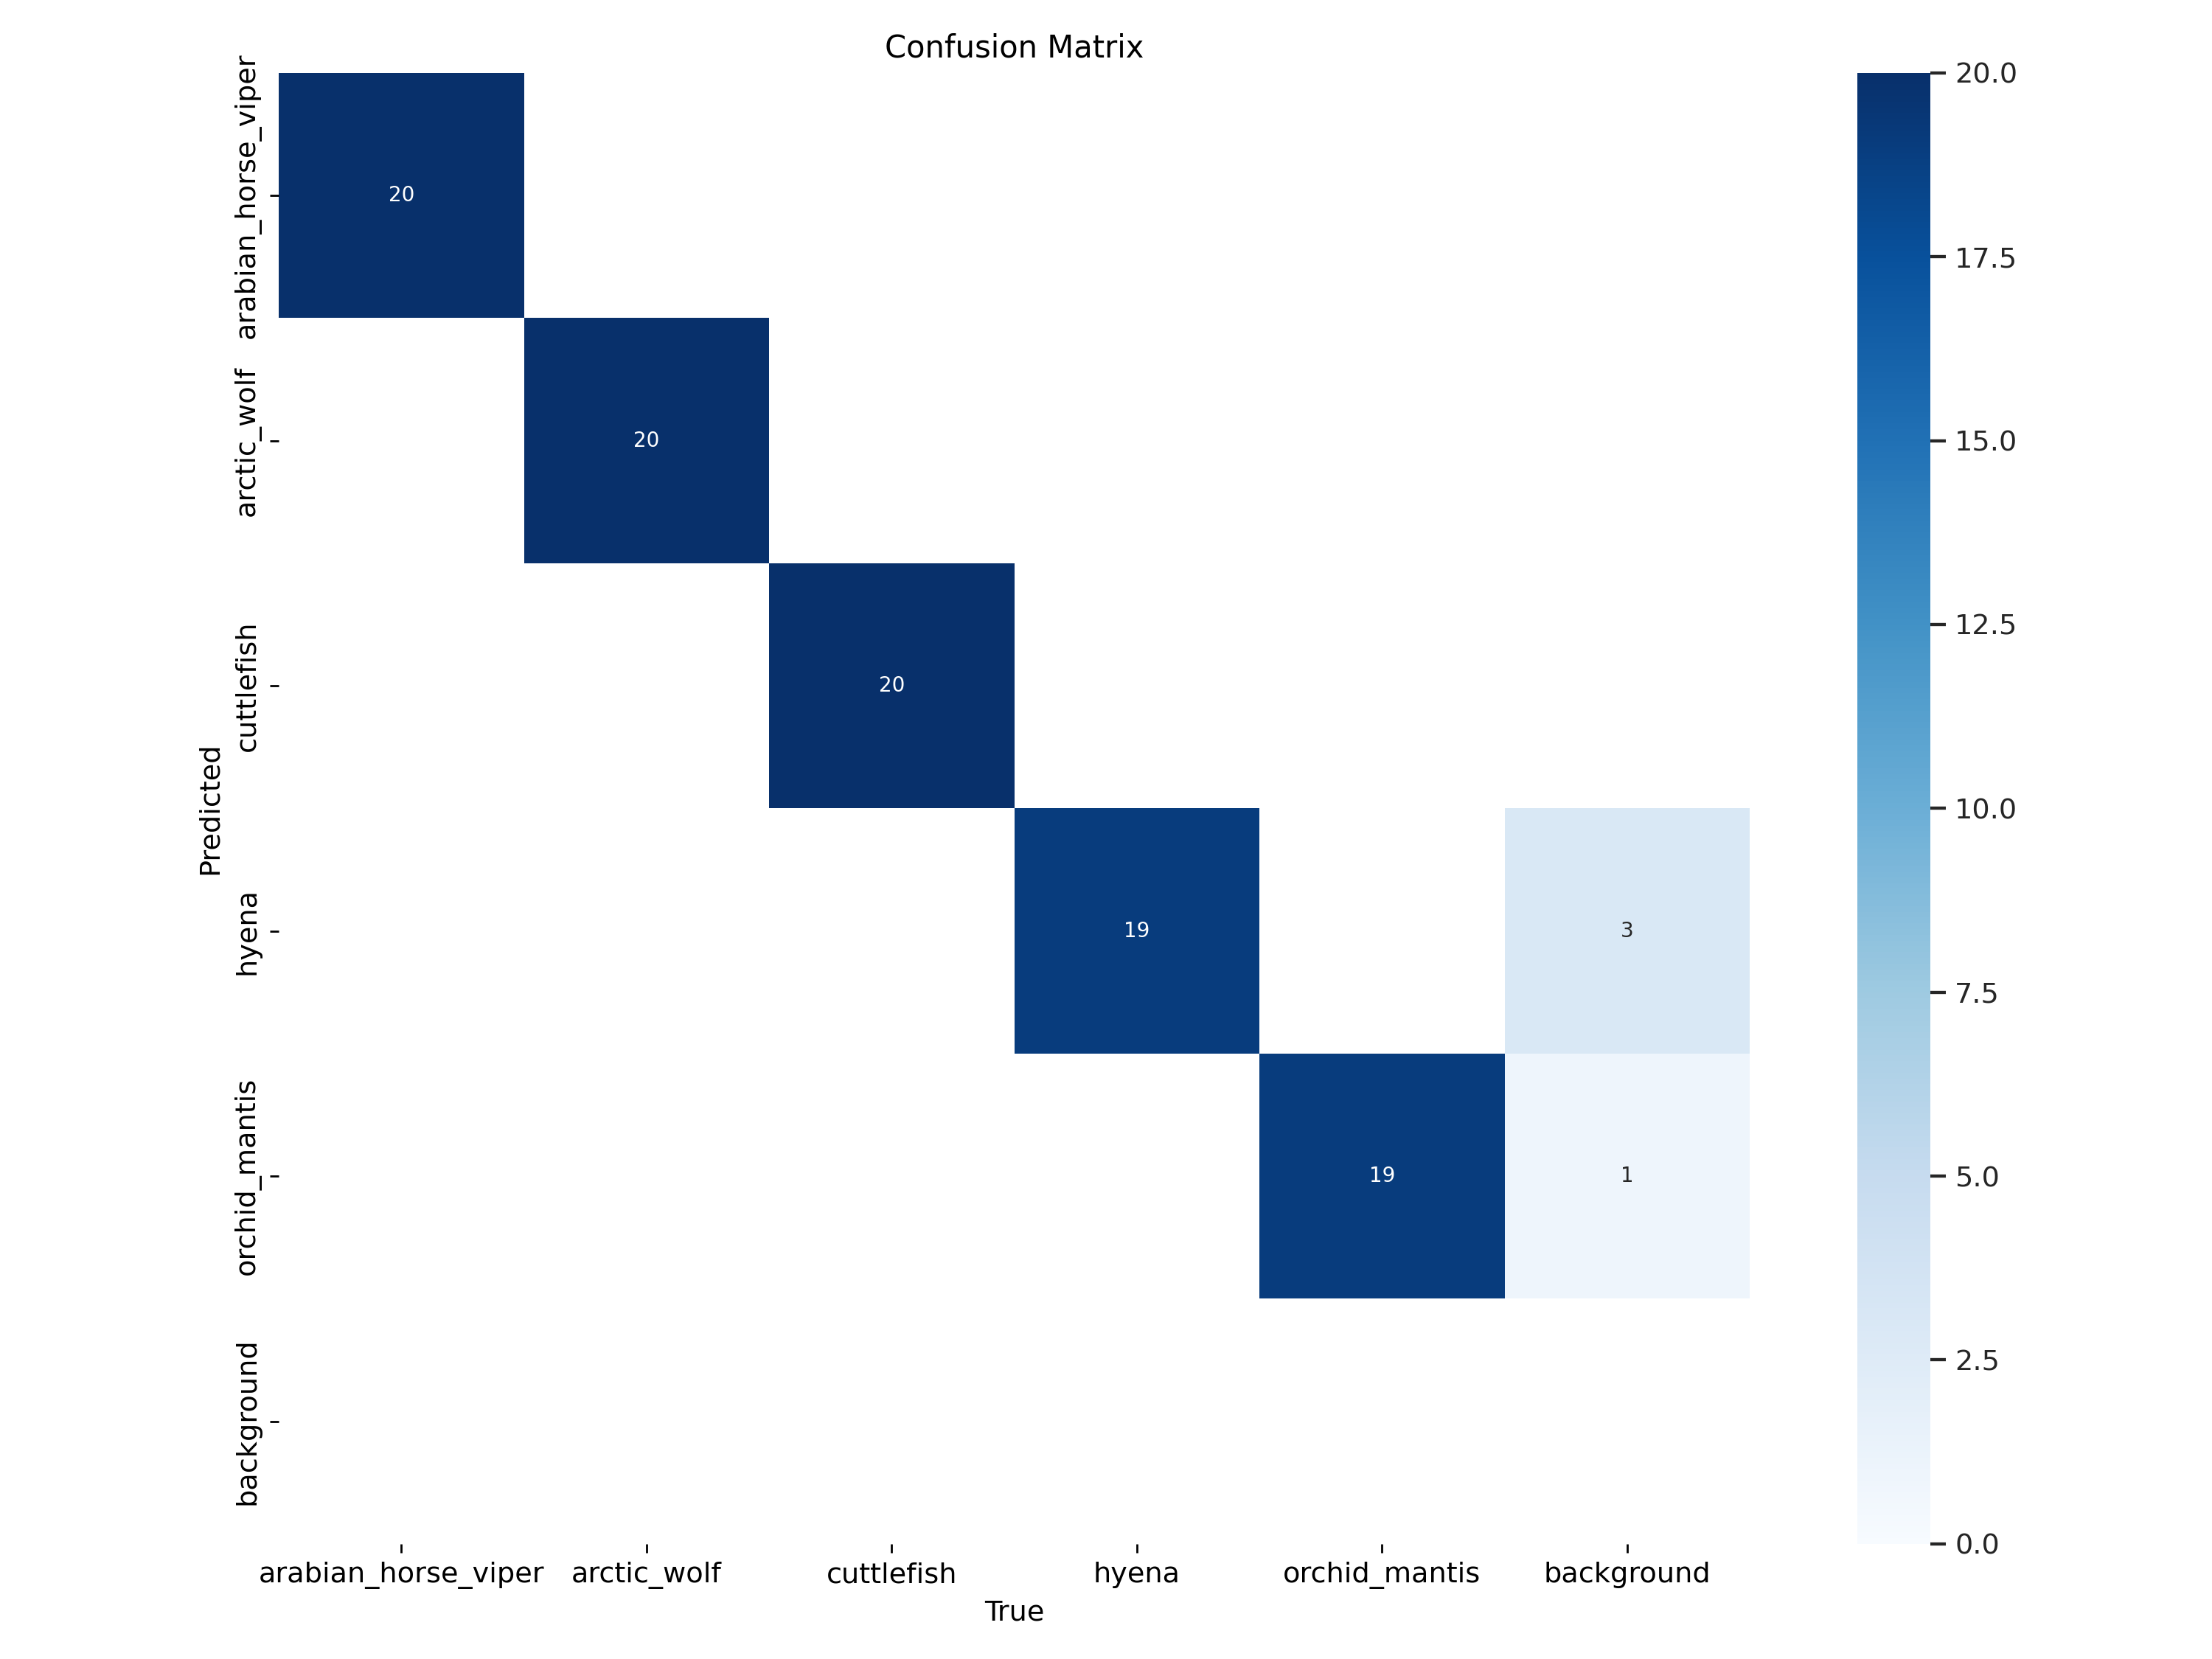 Confusion Matrix
arabian_horse_viper
arctic_wolf
cuttlefish
hyena
orchid_mantis
background
Predicted
20
20
20
19
3
19
1
arabian_horse_viper
arctic_wolf
cuttlefish
hyena
orchid_mantis
background
True
20.0
17.5
15.0
12.5
10.0
7.5
5.0
2.5
0.0